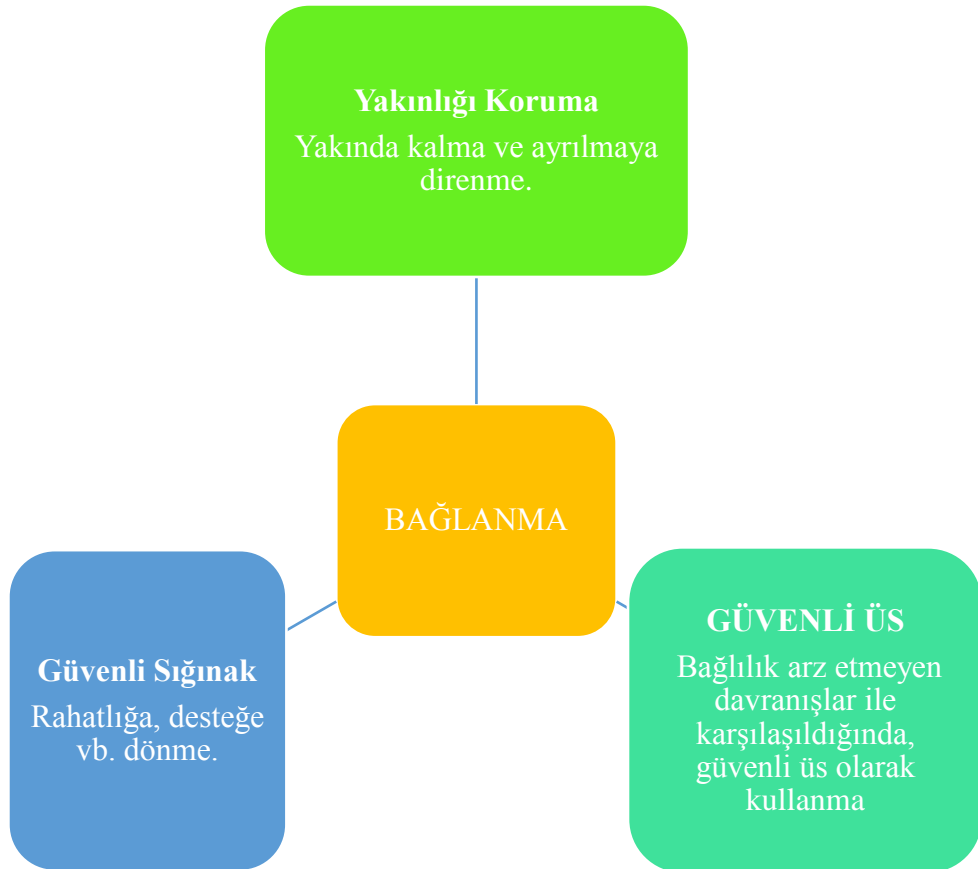 Yakınlığı Koruma
Yakında kalma ve ayrılmaya
direnme.
BAĞLANMA
Güvenli Sığınak
Rahatlığa, desteğe
vb. dönme.
GÜVENLİ ÜS
Bağlılık arz etmeyen
davranışlar ile
karşılaşıldığında,
güvenli üs olarak
kullanma